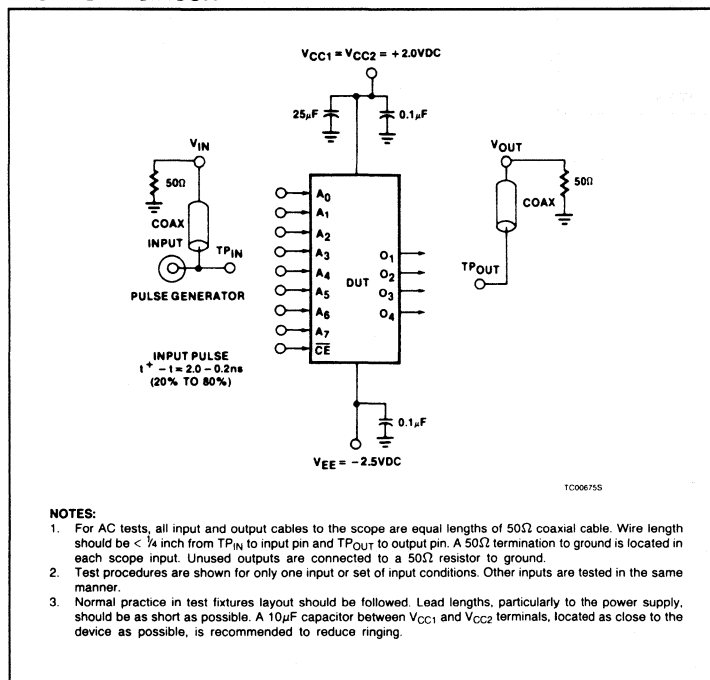 VCC1 = VCC2 = +2.0VDC
25µF
0.1µF
VIN
50Ω
COAX
INPUT
TPIN
PULSE GENERATOR
INPUT PULSE
t+ - t = 2.0 - 0.2ns
(20% TO 80%)
A0
A1
A2
A3
A4
A5
A6
A7
CE
DUT
O1
O2
O3
O4
VOUT
50Ω
COAX
TPOUT
0.1µF
VEE = -2.5VDC
TC00675S
NOTES:
1. For AC tests, all input and output cables to the scope are equal lengths of 50Ω coaxial cable. Wire length
should be < 1/4 inch from TPIN to input pin and TPOUT to output pin. A 50Ω termination to ground is located in
each scope input. Unused outputs are connected to a 50Ω resistor to ground.
2. Test procedures are shown for only one input or set of input conditions. Other inputs are tested in the same
manner.
3. Normal practice in test fixtures layout should be followed. Lead lengths, particularly to the power supply,
should be as short as possible. A 10µF capacitor between VCC1 and VCC2 terminals, located as close to the
device as possible, is recommended to reduce ringing.